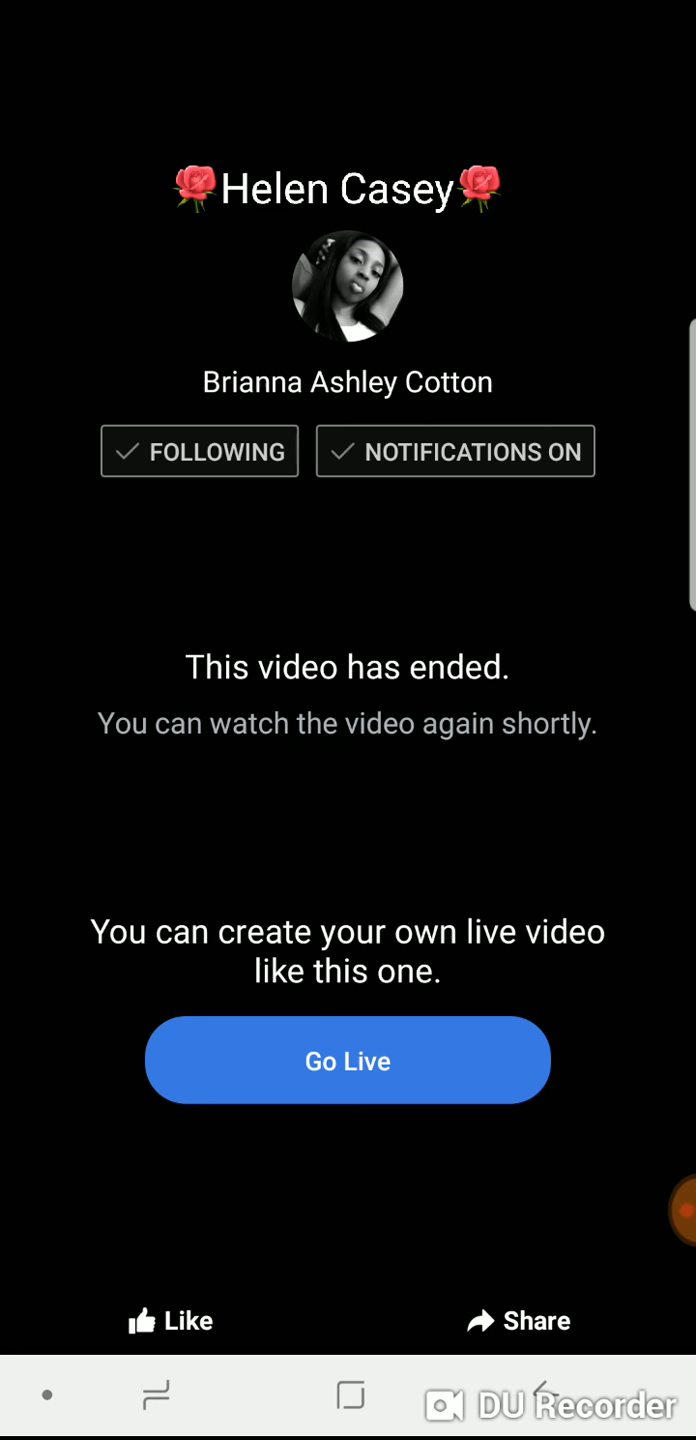 🌹Helen Casey🌹
Brianna Ashley Cotton
FOLLOWING
NOTIFICATIONS ON
This video has ended.
You can watch the video again shortly.
You can create your own live video
like this one.
Go Live
Like
Share
DU Recorder